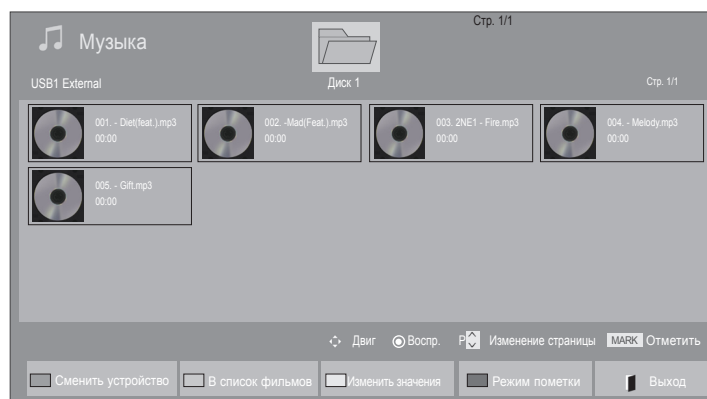 Стр. 1/1
Музыка
USB1 External
Диск 1
Стр. 1/1
001. - Diet(feat.).mp3
00:00
002. -Mad(Feat.).mp3
00:00
003. 2NE1 - Fire.mp3
00:00
004. - Melody.mp3
00:00
005. - Gift.mp3
00:00
Двиг Воспр. P Изменение страницы MARK Отметить
Сменить устройство В список фильмов Изменить значения Режим пометки Выход